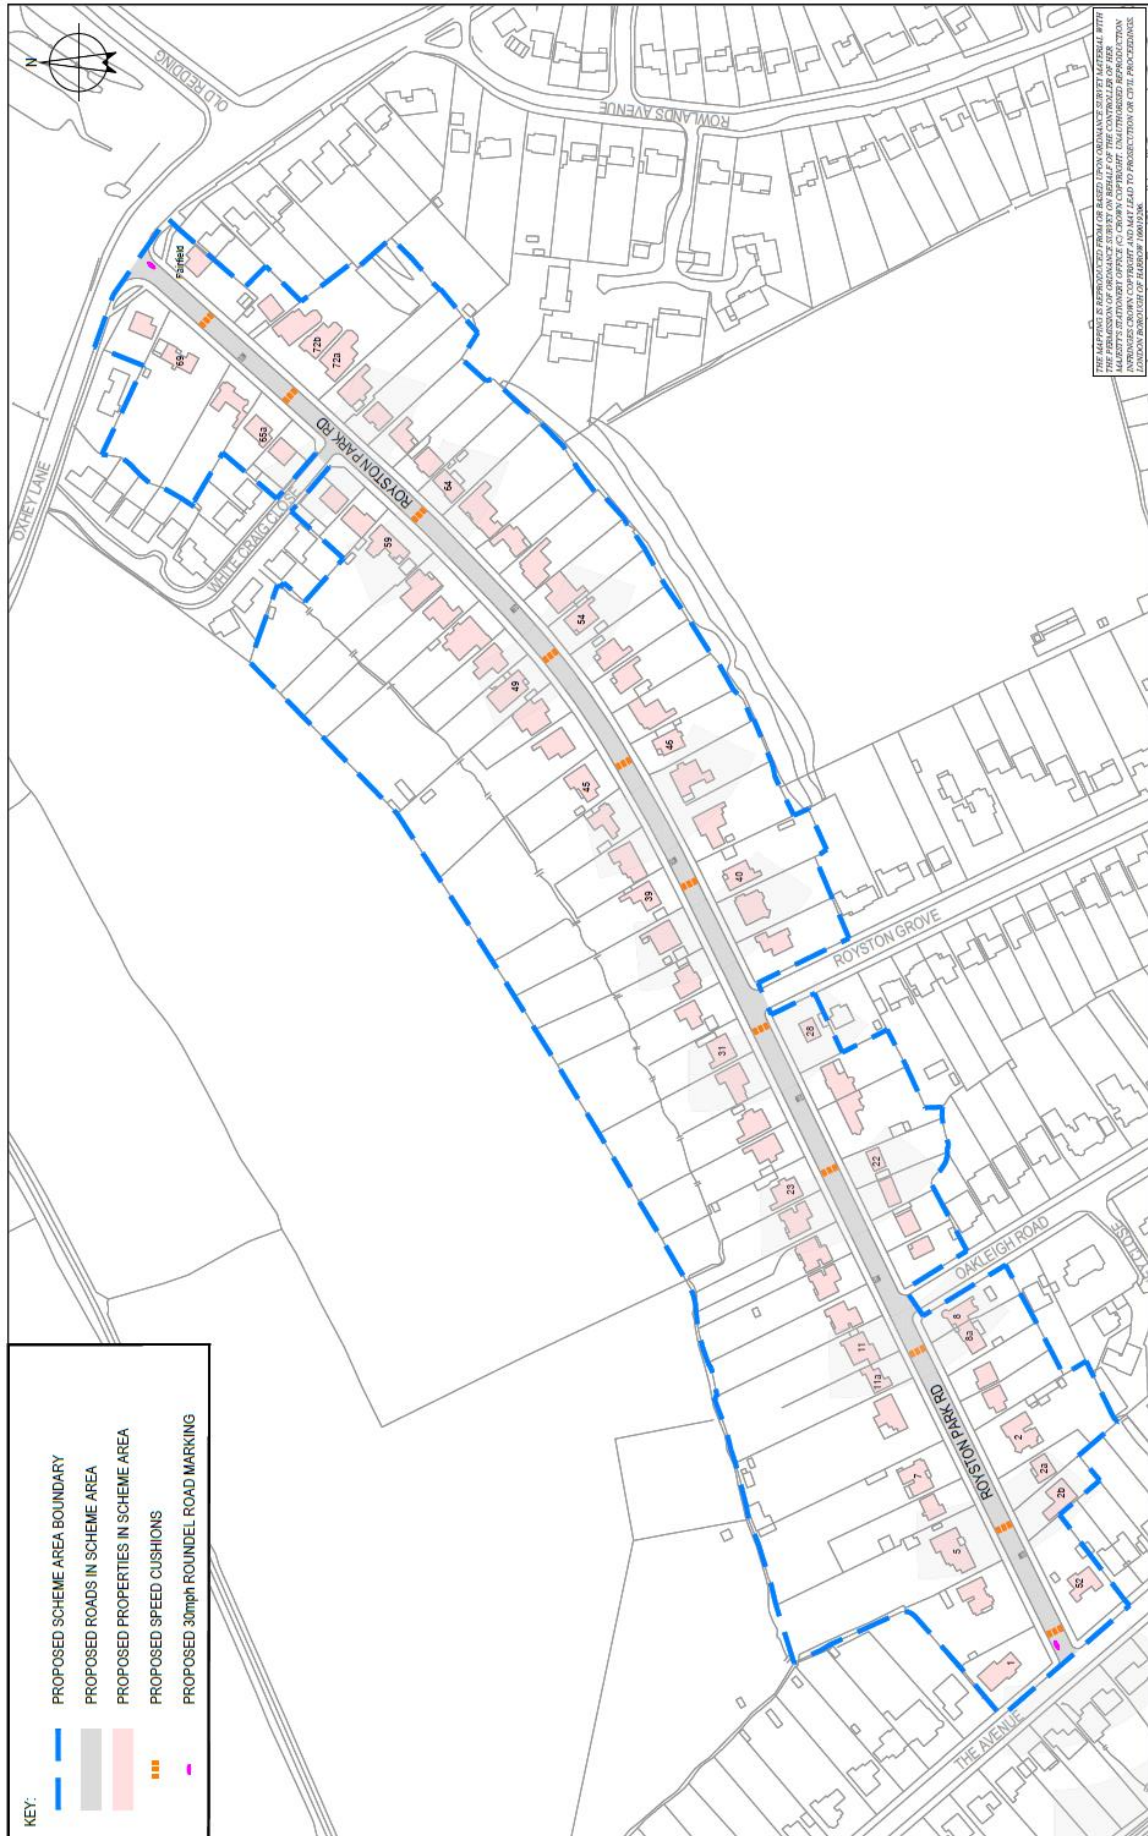 KEY:
PROPOSED SCHEME AREA BOUNDARY
PROPOSED ROADS IN SCHEME AREA
PROPOSED PROPERTIES IN SCHEME AREA
PROPOSED SPEED CUSHIONS
PROPOSED 30mph ROUNDEL ROAD MARKING
N
OXHEY LANE
OLD REDDING
ROWLANDS AVENUE
WHITE CRAIG CLOSE
ROYSTON PARK RD
ROYSTON GROVE
OAKLEIGH ROAD
CLOSE
ROYSTON PARK RD
THE AVENUE
Fairfield
69
72b
72a
65a
64
59
54
49
46
45
40
39
31
28
23
22
11
11a
8
8a
7
5
2
2a
2b
52
1
THE MAPPING IS REPRODUCED FROM OR BASED UPON ORDNANCE SURVEY MATERIAL WITH
THE PERMISSION OF ORDNANCE SURVEY ON BEHALF OF THE CONTROLLER OF HER
MAJESTY'S STATIONERY OFFICE (C) CROWN COPYRIGHT. UNAUTHORISED REPRODUCTION
INFRINGES CROWN COPYRIGHT AND MAY LEAD TO PROSECUTION OR CIVIL PROCEEDINGS.
LONDON BOROUGH OF HARROW